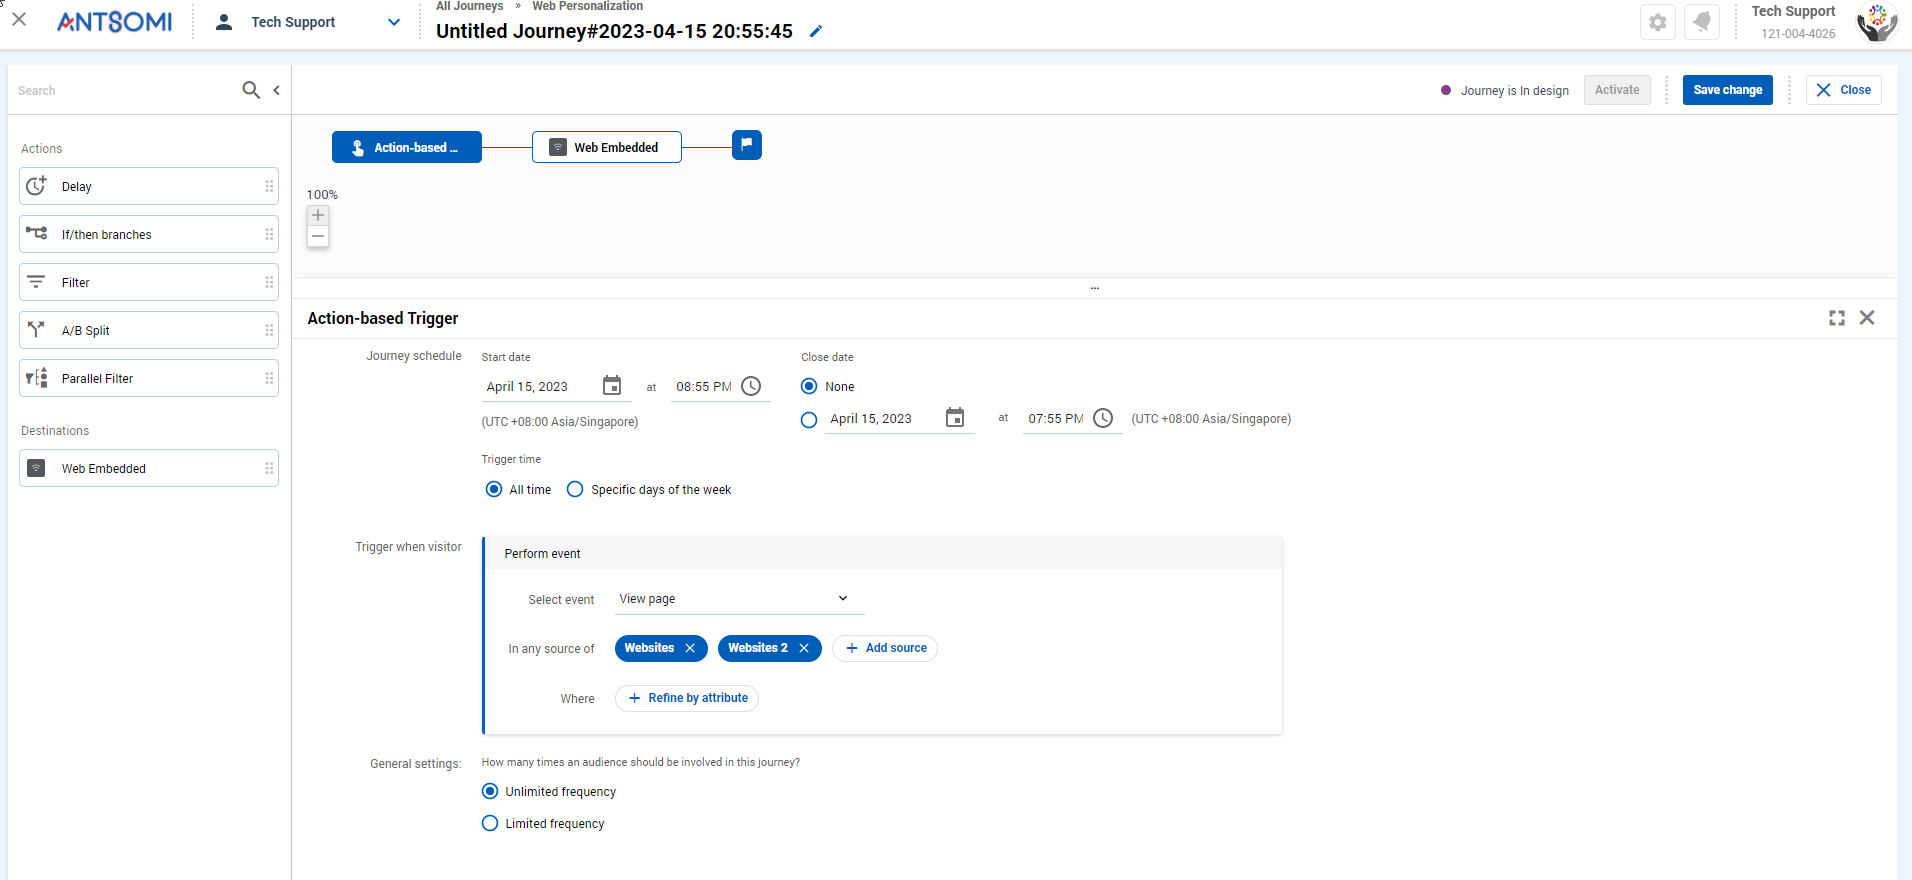 ANTSOMI
Tech Support
All Journeys » Web Personalization
Untitled Journey#2023-04-15 20:55:45
Tech Support
121-004-4026
Search
Journey is In design
Activate
Save change
Close
Actions
Delay
If/then branches
Filter
A/B Split
Parallel Filter
Destinations
Web Embedded
Action-based ...
Web Embedded
100%
...
Action-based Trigger
Journey schedule
Start date
April 15, 2023 at 08:55 PM
(UTC +08:00 Asia/Singapore)
Close date
None
April 15, 2023 at 07:55 PM (UTC +08:00 Asia/Singapore)
Trigger time
All time Specific days of the week
Trigger when visitor
Perform event
Select event View page
In any source of Websites Websites 2 + Add source
Where + Refine by attribute
General settings: How many times an audience should be involved in this journey?
Unlimited frequency
Limited frequency